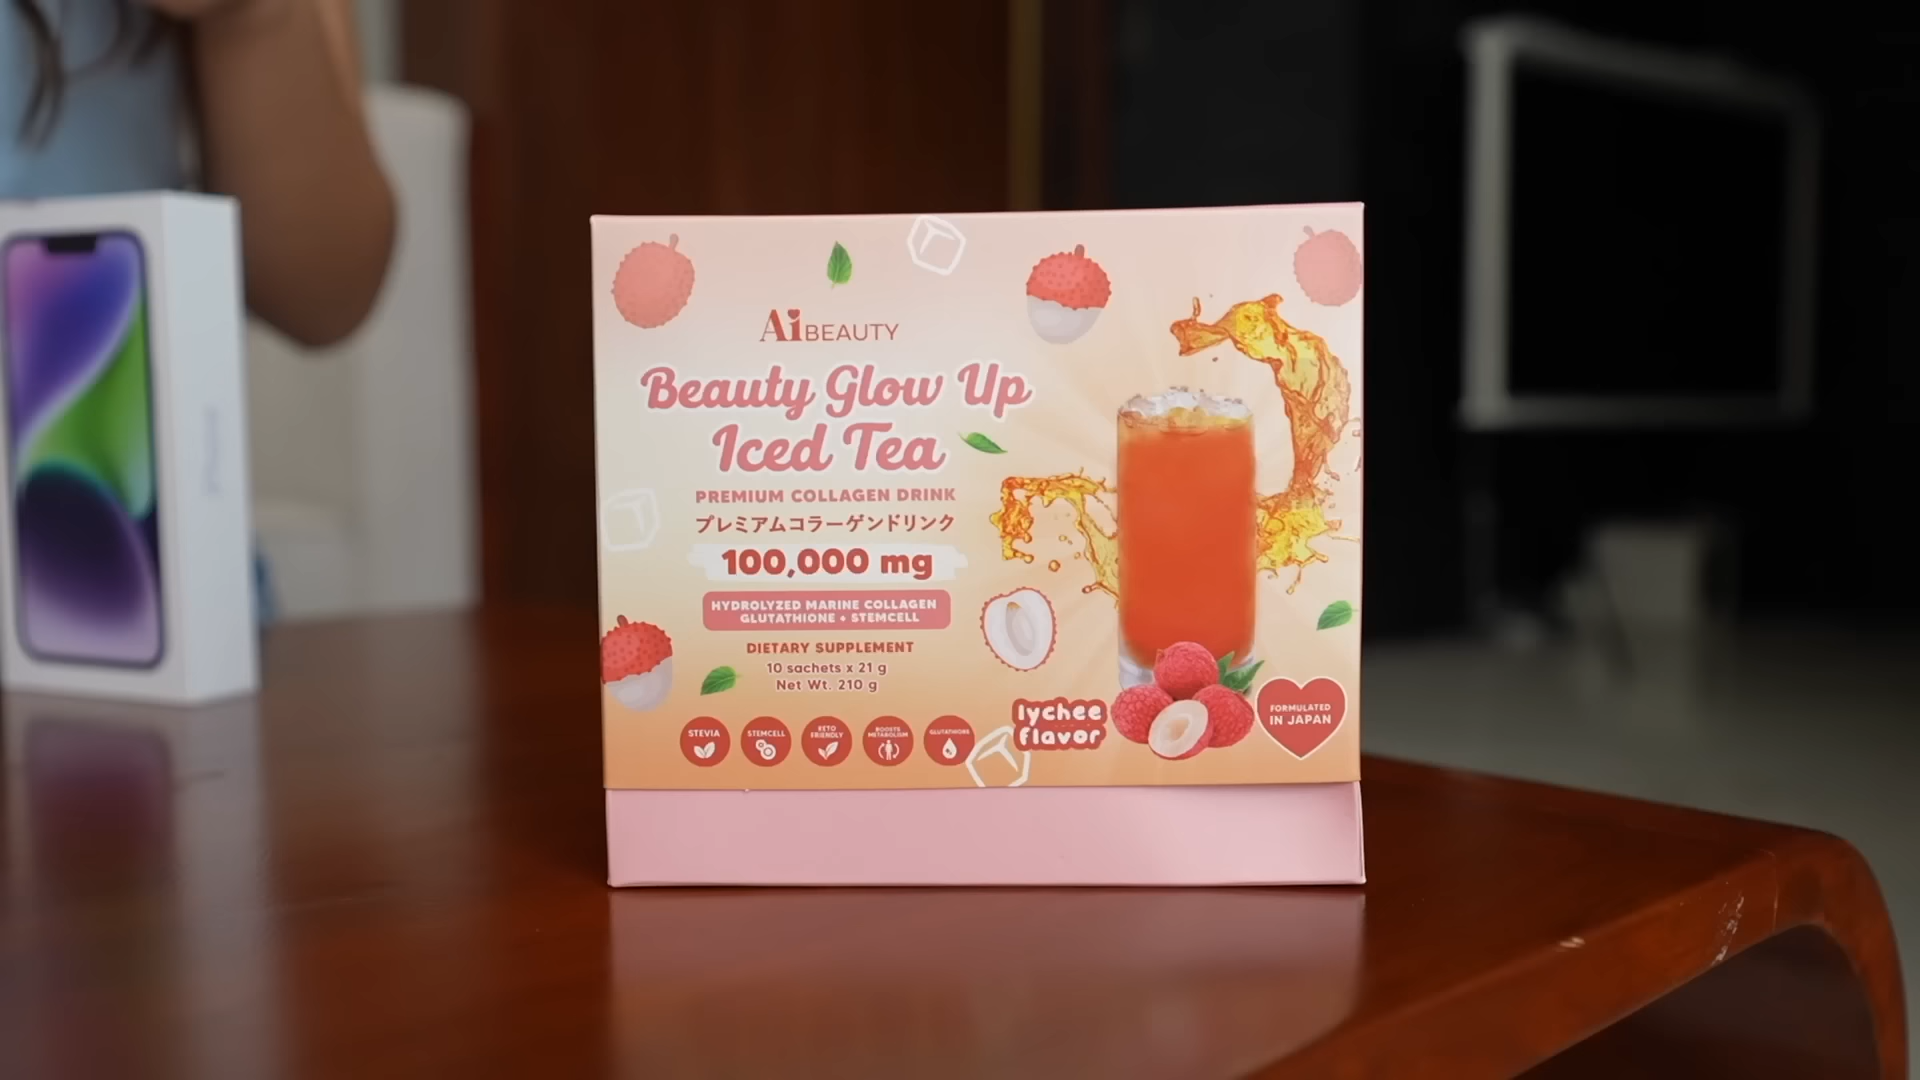 Ai BEAUTY
Beauty Glow Up
Iced Tea
PREMIUM COLLAGEN DRINK
プレミアムコラーゲンドリンク
100,000 mg
HYDROLYZED MARINE COLLAGEN
GLUTATHIONE • STEMCELL
DIETARY SUPPLEMENT
10 sachets x 21 g
Net Wt. 210 g
STEVIA
STEMCELL
KETO
FRIENDLY
BOOSTS
METABOLISM
GLUTATHIONE
lychee
flavor
FORMULATED
IN JAPAN